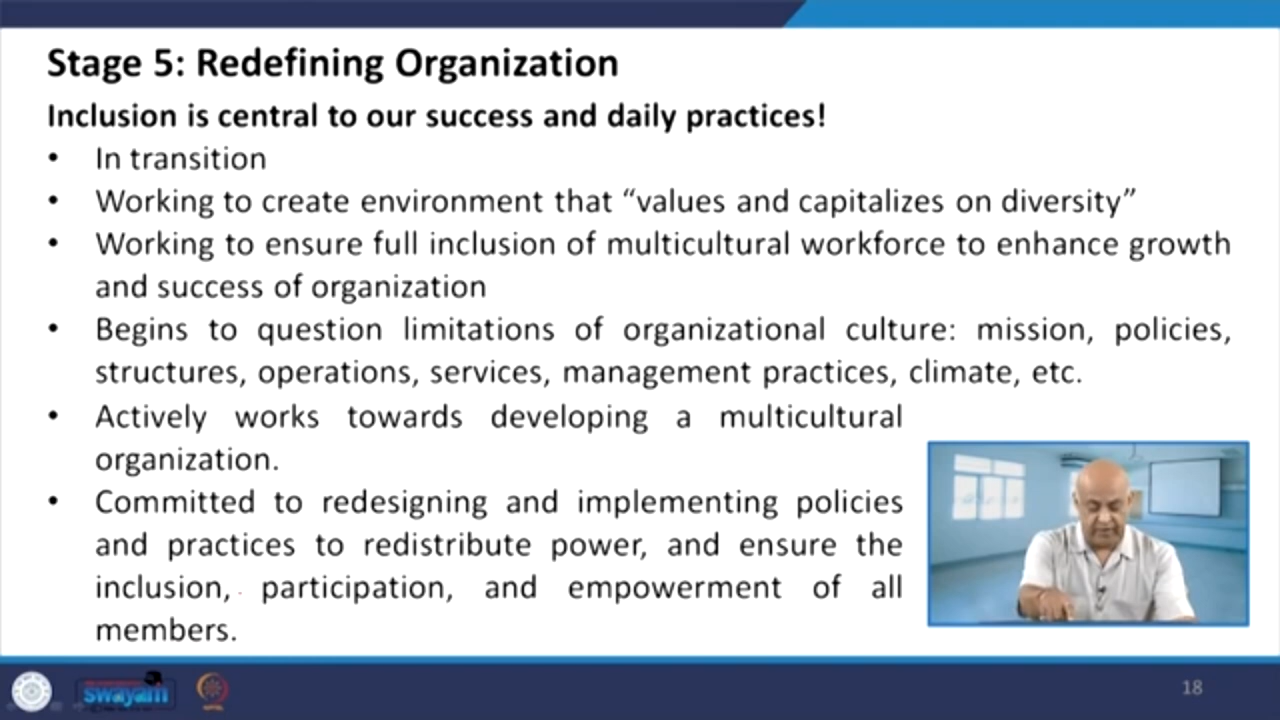 Stage 5: Redefining Organization
Inclusion is central to our success and daily practices!
• In transition
• Working to create environment that “values and capitalizes on diversity”
• Working to ensure full inclusion of multicultural workforce to enhance growth
and success of organization
• Begins to question limitations of organizational culture: mission, policies,
structures, operations, services, management practices, climate, etc.
• Actively works towards developing a multicultural
organization.
• Committed to redesigning and implementing policies
and practices to redistribute power, and ensure the
inclusion, participation, and empowerment of all
members.
swayam
18